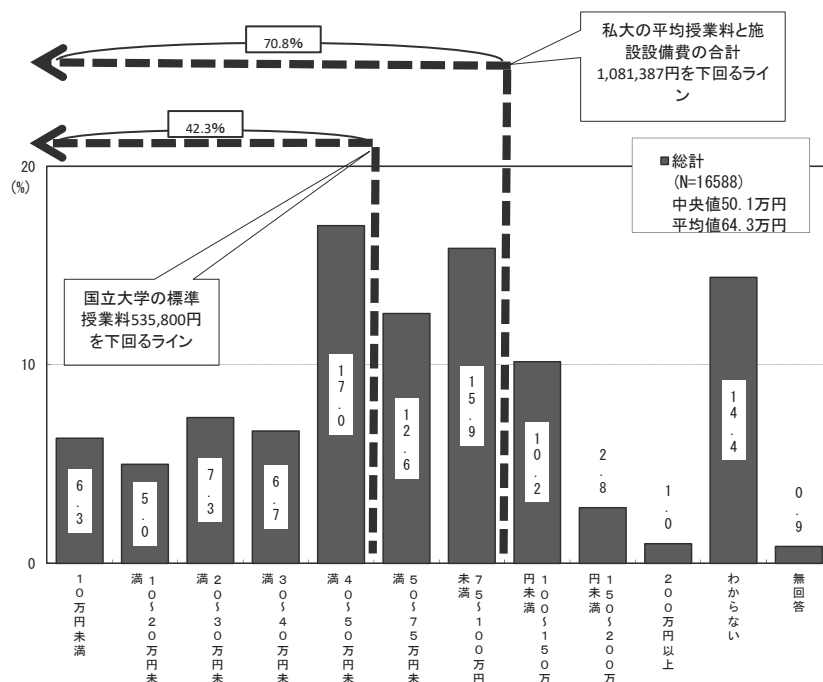 70.8%
私大の平均授業料と施
設設備費の合計
1,081,387円を下回るライ
ン
42.3%
20
(%)
■総計
(N=16588)
中央値50.1万円
平均値64.3万円
国立大学の標準
授業料535,800円
を下回るライン
10
0
6.3
5.0
7.3
6.7
17.0
12.6
15.9
10.2
2.8
1.0
14.4
0.9
10万円未満
10~20万円未
満
20~30万円未
満
30~40万円未
満
40~50万円未
満
50~75万円未
満
75~100万円
未満
100~150万
円未満
150~200万
円未満
200万円以上
わからない
無回答